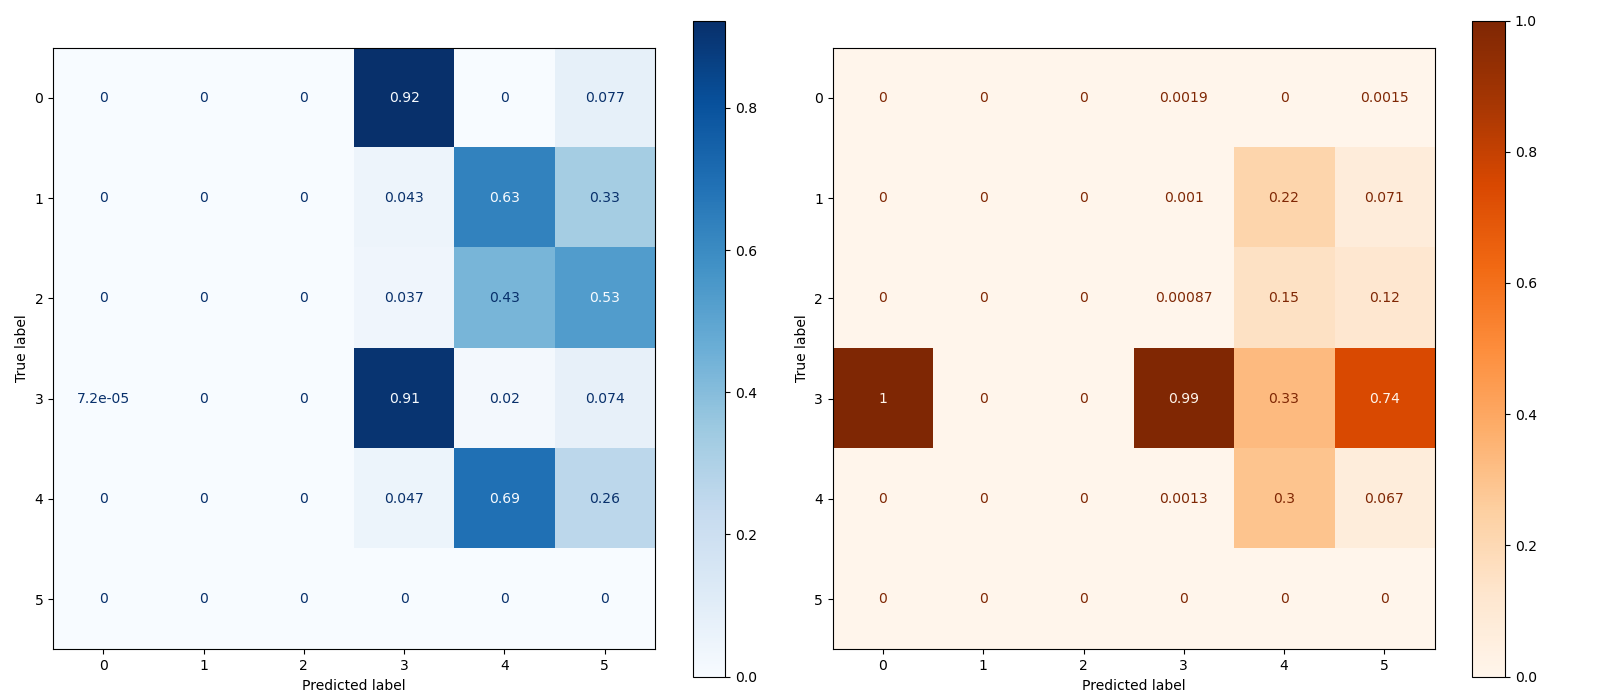 0 0 0 0 0.92 0 0.077
1 0 0 0 0.043 0.63 0.33
2 0 0 0 0.037 0.43 0.53
3 7.2e-05 0 0 0.91 0.02 0.074
4 0 0 0 0.047 0.69 0.26
5 0 0 0 0 0 0
0 1 2 3 4 5
True label
Predicted label
0.8
0.6
0.4
0.2
0.0
0 0 0 0 0.0019 0 0.0015
1 0 0 0 0.001 0.22 0.071
2 0 0 0 0.00087 0.15 0.12
3 1 0 0 0.99 0.33 0.74
4 0 0 0 0.0013 0.3 0.067
5 0 0 0 0 0 0
0 1 2 3 4 5
True label
Predicted label
1.0
0.8
0.6
0.4
0.2
0.0